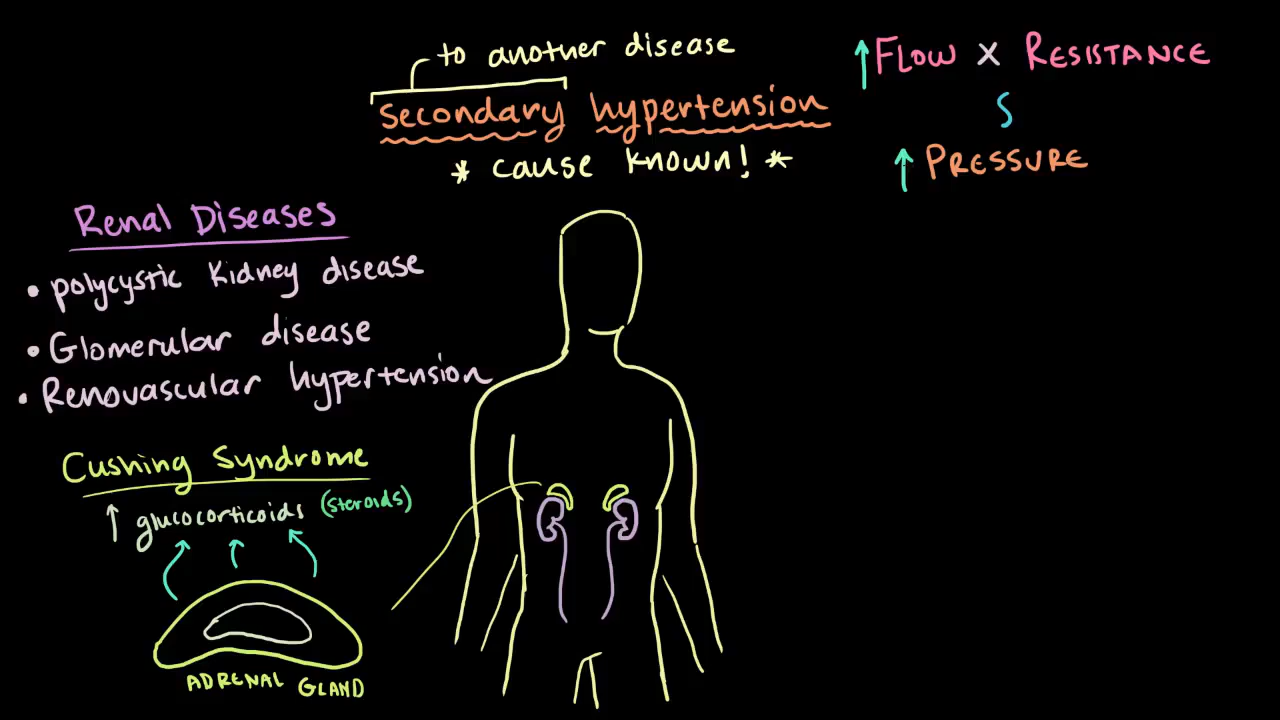 to another disease
secondary hypertension
* cause known! *
↑ FLOW X RESISTANCE
S
↑ PRESSURE
Renal Diseases
• polycystic kidney disease
• Glomerular disease
• Renovascular hypertension
Cushing Syndrome
↑ glucocorticoids (steroids)
ADRENAL GLAND